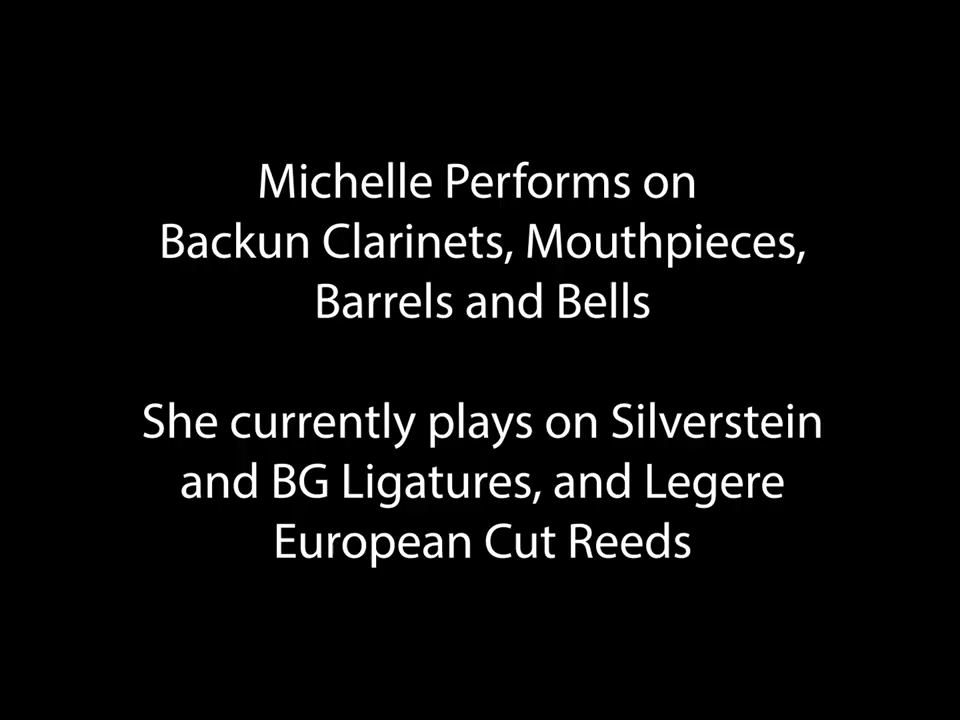 Michelle Performs on
Backun Clarinets, Mouthpieces,
Barrels and Bells
She currently plays on Silverstein
and BG Ligatures, and Legere
European Cut Reeds